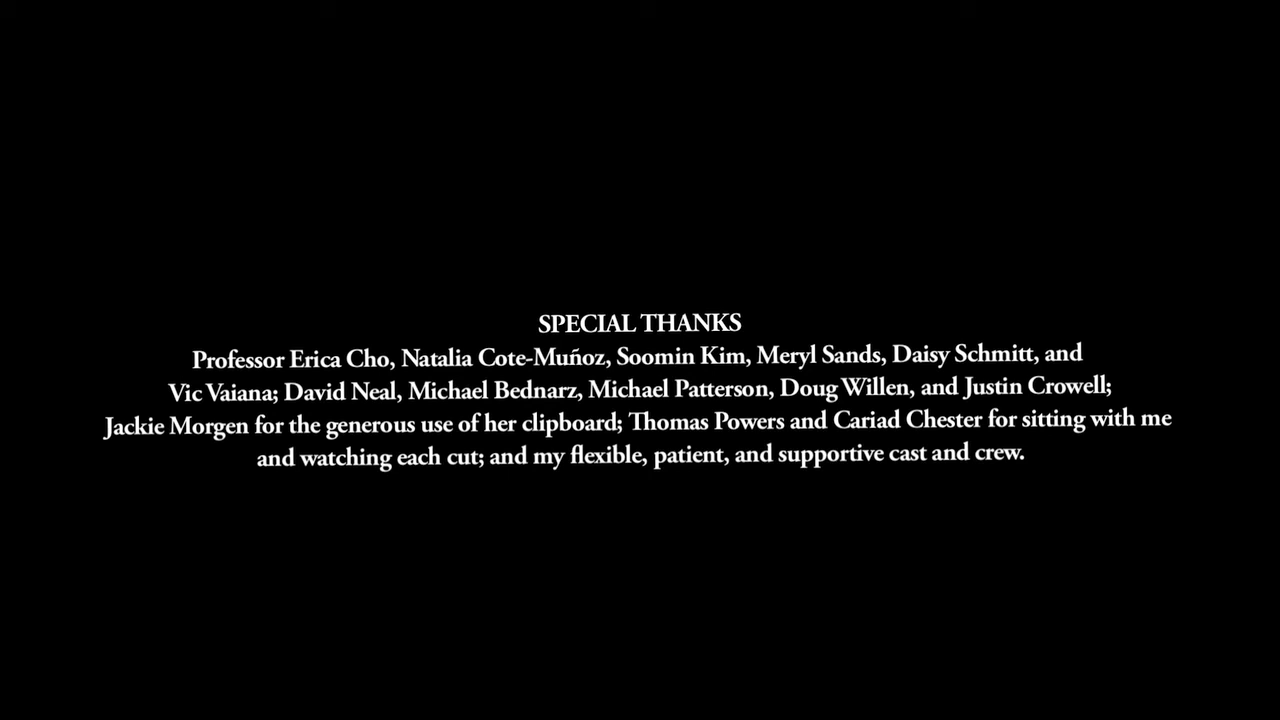 SPECIAL THANKS
Professor Erica Cho, Natalia Cote-Muñoz, Soomin Kim, Meryl Sands, Daisy Schmitt, and
Vic Vaiana; David Neal, Michael Bednarz, Michael Patterson, Doug Willen, and Justin Crowell;
Jackie Morgen for the generous use of her clipboard; Thomas Powers and Cariad Chester for sitting with me
and watching each cut; and my flexible, patient, and supportive cast and crew.